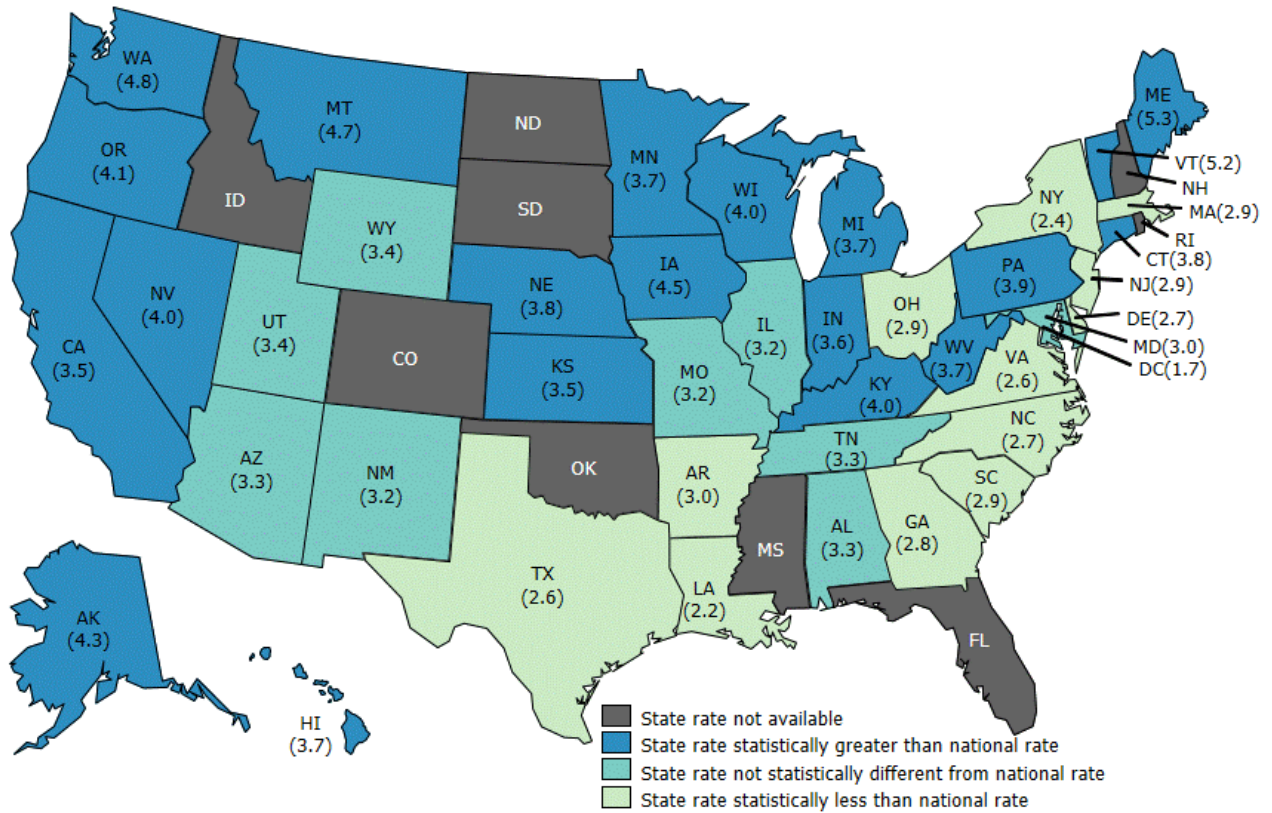 WA
(4.8)
MT
(4.7)
ND
ME
(5.3)
OR
(4.1)
MN
(3.7)
VT(5.2)
NH
ID
SD
WI
(4.0)
NY
(2.4)
MA(2.9)
WY
(3.4)
MI
(3.7)
RI
CT(3.8)
IA
(4.5)
PA
(3.9)
NJ(2.9)
NV
(4.0)
NE
(3.8)
OH
(2.9)
DE(2.7)
UT
(3.4)
IL
(3.2)
IN
(3.6)
MD(3.0)
DC(1.7)
CA
(3.5)
CO
KS
(3.5)
MO
(3.2)
WV
(3.7)
VA
(2.6)
KY
(4.0)
NC
(2.7)
AZ
(3.3)
NM
(3.2)
OK
AR
(3.0)
TN
(3.3)
SC
(2.9)
MS
AL
(3.3)
GA
(2.8)
TX
(2.6)
LA
(2.2)
AK
(4.3)
FL
HI
(3.7)
State rate not available
State rate statistically greater than national rate
State rate not statistically different from national rate
State rate statistically less than national rate